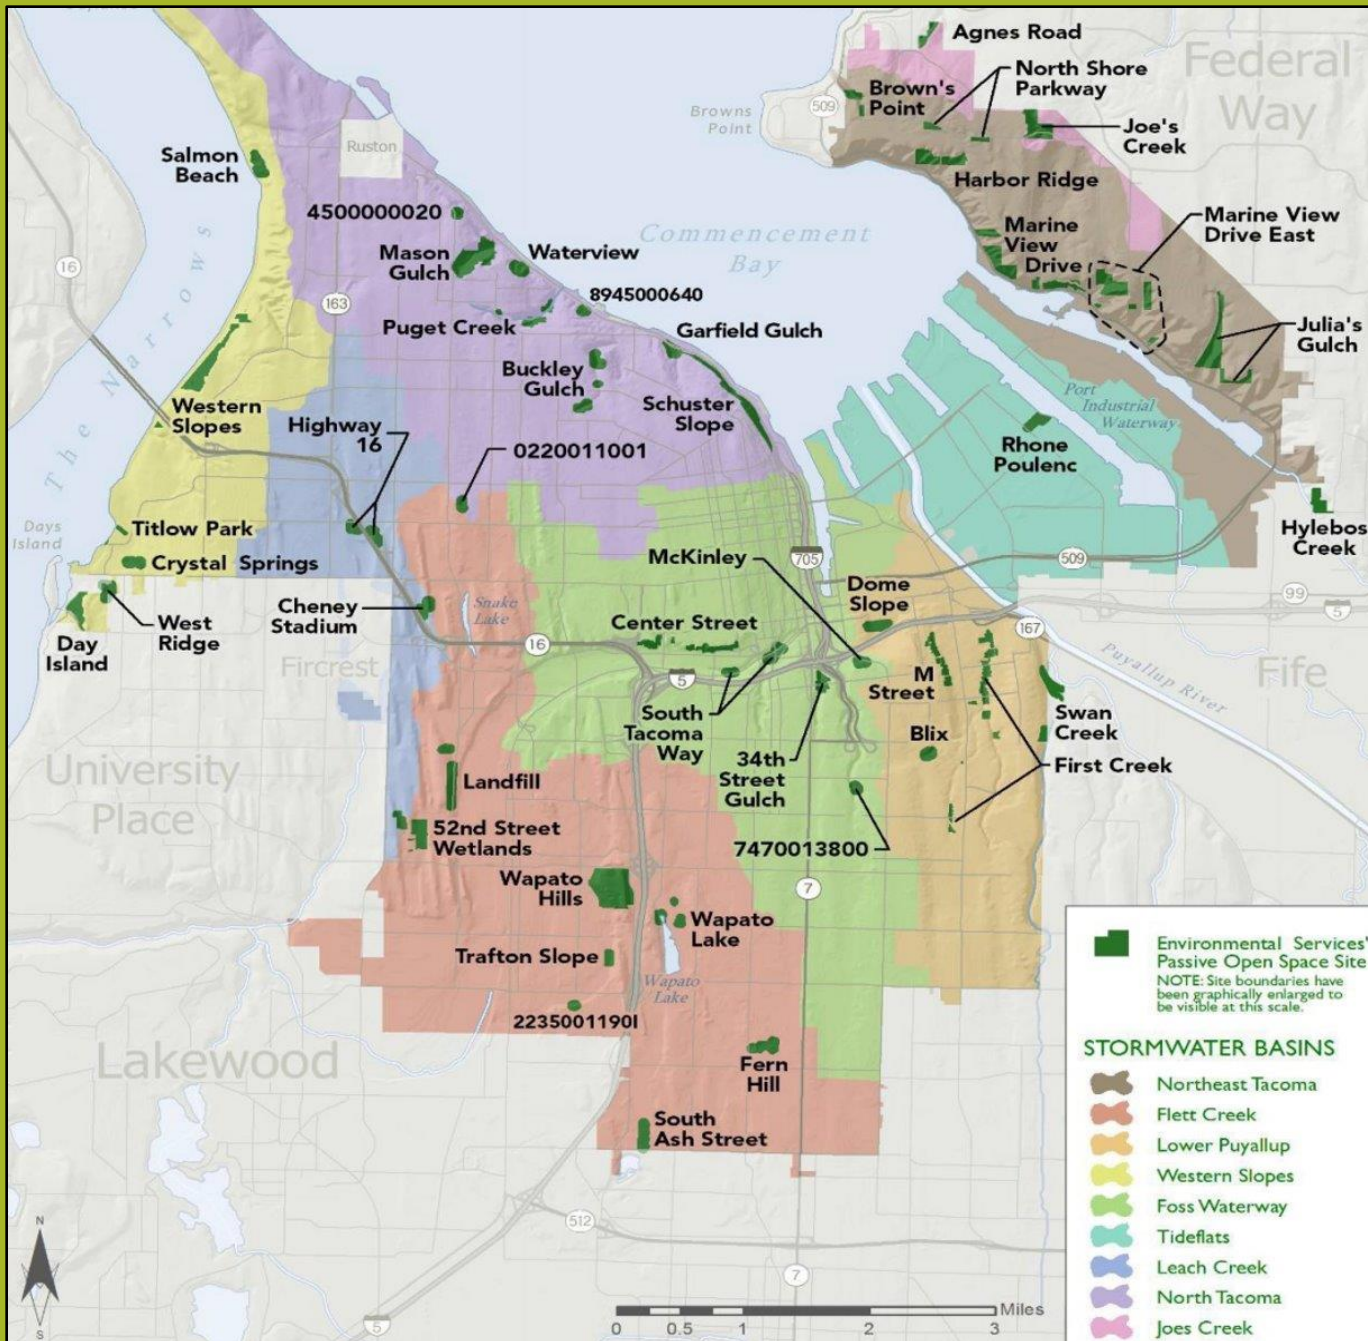 Agnes Road
North Shore
Parkway
Federal
Way
Brown's
Point
509
Browns
Point
Joe's
Creek
Ruston
Salmon
Beach
Harbor Ridge
4500000020
Marine View
Drive East
Mason
Gulch
Waterview
Commencement
Bay
Marine
View
Drive
16
163
8945000640
Puget Creek
Garfield Gulch
Julia's
Gulch
The Narrows
Buckley
Gulch
Schuster
Slope
Port
Industrial
Waterway
Western
Slopes
Highway
16
0220011001
Rhone
Poulenc
Days
Island
Titlow Park
Crystal Springs
Hylebos
Creek
McKinley
705
509
Dome
Slope
99
5
West
Ridge
Day
Island
Cheney
Stadium
Snake
Lake
Center Street
16
167
Fircrest
5
M
Street
Puyallup River
Fife
South
Tacoma
Way
Swan
Creek
Blix
34th
Street
Gulch
First Creek
University
Place
Landfill
52nd Street
Wetlands
7470013800
Wapato
Hills
7
Wapato
Lake
Trafton Slope
Wapato
Lake
2235001190I
Lakewood
Fern
Hill
South
Ash Street
512
7
5
N
S
Miles
0 0.5 1 2 3
Environmental Services'
Passive Open Space Site
NOTE: Site boundaries have
been graphically enlarged to
be visible at this scale.
STORMWATER BASINS
Northeast Tacoma
Flett Creek
Lower Puyallup
Western Slopes
Foss Waterway
Tideflats
Leach Creek
North Tacoma
Joes Creek